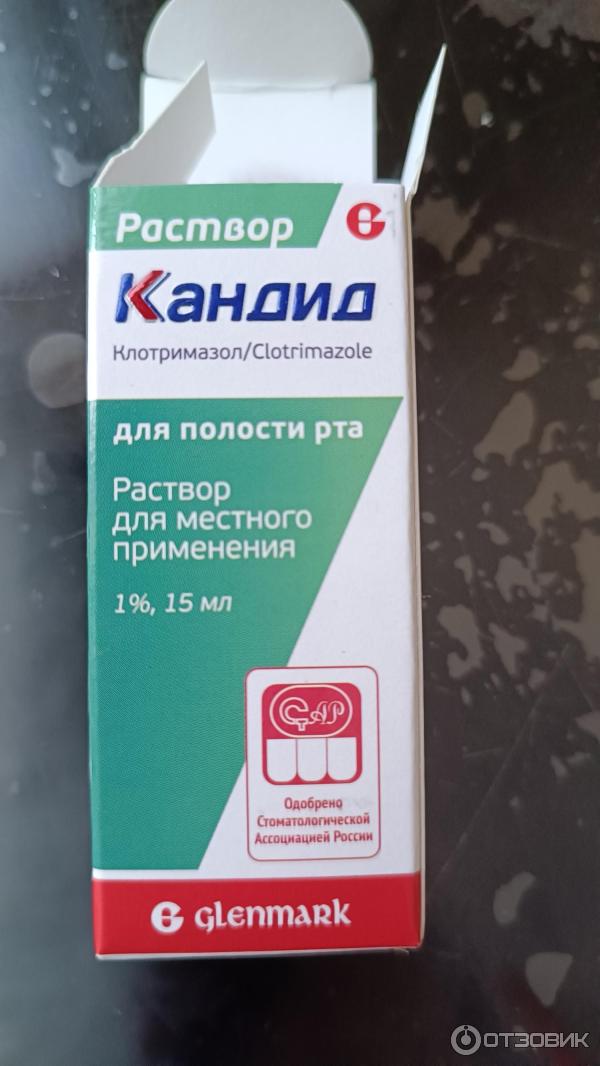 Раствор
Кандид
Клотримазол/Clotrimazole
для полости рта
Раствор
для местного
применения
1%, 15 мл
САР
Одобрено
Стоматологической
Ассоциацией России
Glenmark
ОТЗОВИК